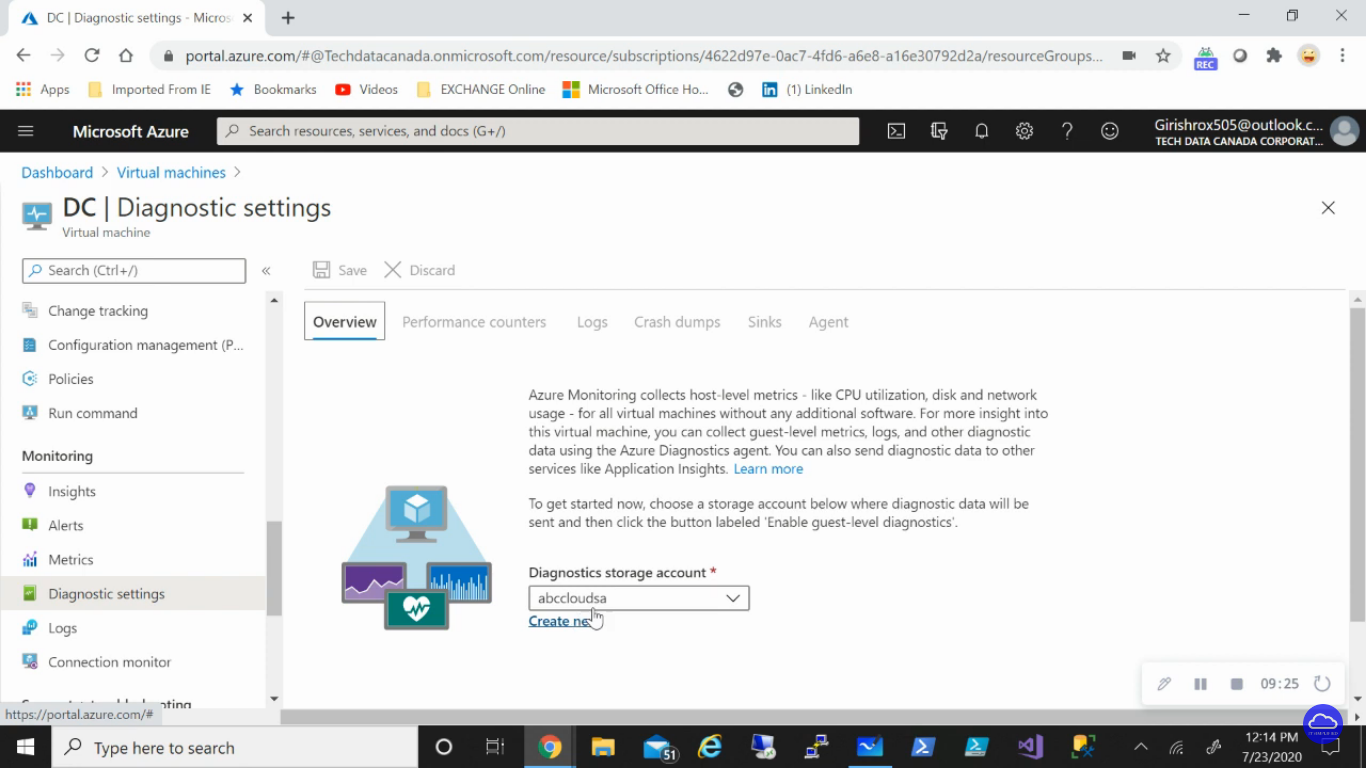 DC | Diagnostic settings - Micros
portal.azure.com/#@Techdatacanada.onmicrosoft.com/resource/subscriptions/4622d97e-0ac7-4fd6-a6e8-a16e30792d2a/resourceGroups...
REC
Apps
Imported From IE
Bookmarks
Videos
EXCHANGE Online
Microsoft Office Ho...
(1) LinkedIn
Microsoft Azure
Search resources, services, and docs (G+/)
Girishrox505@outlook.c...
TECH DATA CANADA CORPORAT...
Dashboard > Virtual machines >
DC | Diagnostic settings
Virtual machine
Search (Ctrl+/)
«
Save
Discard
Change tracking
Configuration management (P...
Policies
Run command
Monitoring
Insights
Alerts
Metrics
Diagnostic settings
Logs
Connection monitor
Overview
Performance counters
Logs
Crash dumps
Sinks
Agent
Azure Monitoring collects host-level metrics - like CPU utilization, disk and network
usage - for all virtual machines without any additional software. For more insight into
this virtual machine, you can collect guest-level metrics, logs, and other diagnostic
data using the Azure Diagnostics agent. You can also send diagnostic data to other
services like Application Insights. Learn more
To get started now, choose a storage account below where diagnostic data will be
sent and then click the button labeled 'Enable guest-level diagnostics'.
Diagnostics storage account *
abccloudsa
Create ne
09:25
https://portal.azure.com/#
Type here to search
51
12:14 PM
7/23/2020